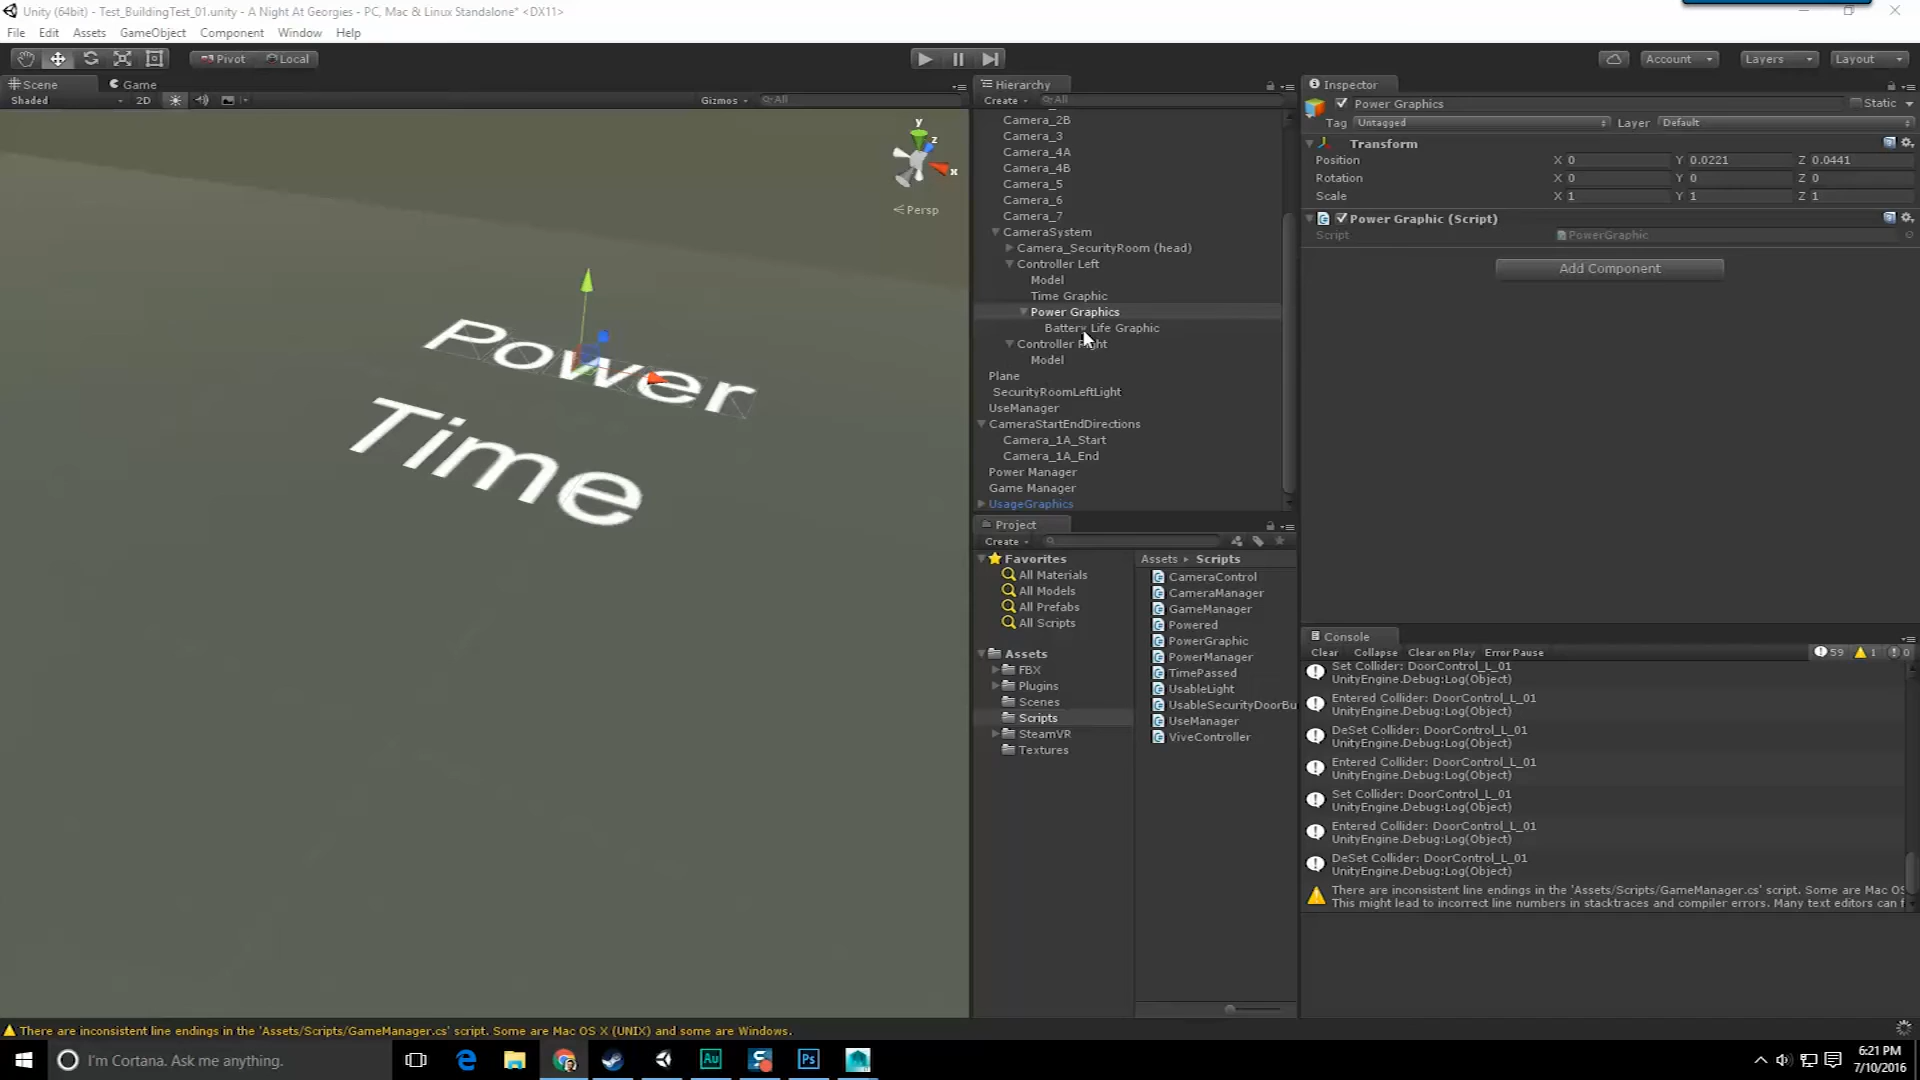 Unity (64bit) - Test_BuildingTest_01.unity - A Night At Georgies - PC, Mac & Linux Standalone* <DX11>
File Edit Assets GameObject Component Window Help
Pivot Local Account Layers Layout
Scene Game
Shaded 2D Gizmos All
y
z
x
Persp
Power
Time
Hierarchy
Create All
Camera_2B
Camera_3
Camera_4A
Camera_4B
Camera_5
Camera_6
Camera_7
CameraSystem
Camera_SecurityRoom (head)
Controller Left
Model
Time Graphic
Power Graphics
Battery Life Graphic
Controller Right
Model
Plane
SecurityRoomLeftLight
UseManager
CameraStartEndDirections
Camera_1A_Start
Camera_1A_End
Power Manager
Game Manager
UsageGraphics
Project
Create
Favorites
All Materials
All Models
All Prefabs
All Scripts
Assets
FBX
Plugins
Scenes
Scripts
SteamVR
Textures
Assets Scripts
CameraControl
CameraManager
GameManager
Powered
PowerGraphic
PowerManager
TimePassed
UsableLight
UsableSecurityDoorBu
UseManager
ViveController
Inspector
Power Graphics Static
Tag Untagged Layer Default
Transform
Position X 0 Y 0.0221 Z 0.0441
Rotation X 0 Y 0 Z 0
Scale X 1 Y 1 Z 1
Power Graphic (Script)
Script PowerGraphic
Add Component
Console
Clear Collapse Clear on Play Error Pause 59 1 0
Set Collider: DoorControl_L_01
UnityEngine.Debug:Log(Object)
Entered Collider: DoorControl_L_01
UnityEngine.Debug:Log(Object)
DeSet Collider: DoorControl_L_01
UnityEngine.Debug:Log(Object)
Entered Collider: DoorControl_L_01
UnityEngine.Debug:Log(Object)
Set Collider: DoorControl_L_01
UnityEngine.Debug:Log(Object)
Entered Collider: DoorControl_L_01
UnityEngine.Debug:Log(Object)
DeSet Collider: DoorControl_L_01
UnityEngine.Debug:Log(Object)
There are inconsistent line endings in the 'Assets/Scripts/GameManager.cs' script. Some are Mac OS
This might lead to incorrect line numbers in stacktraces and compiler errors. Many text editors can f
There are inconsistent line endings in the 'Assets/Scripts/GameManager.cs' script. Some are Mac OS X (UNIX) and some are Windows.
I'm Cortana. Ask me anything.
Au
Ps
6:21 PM
7/10/2016